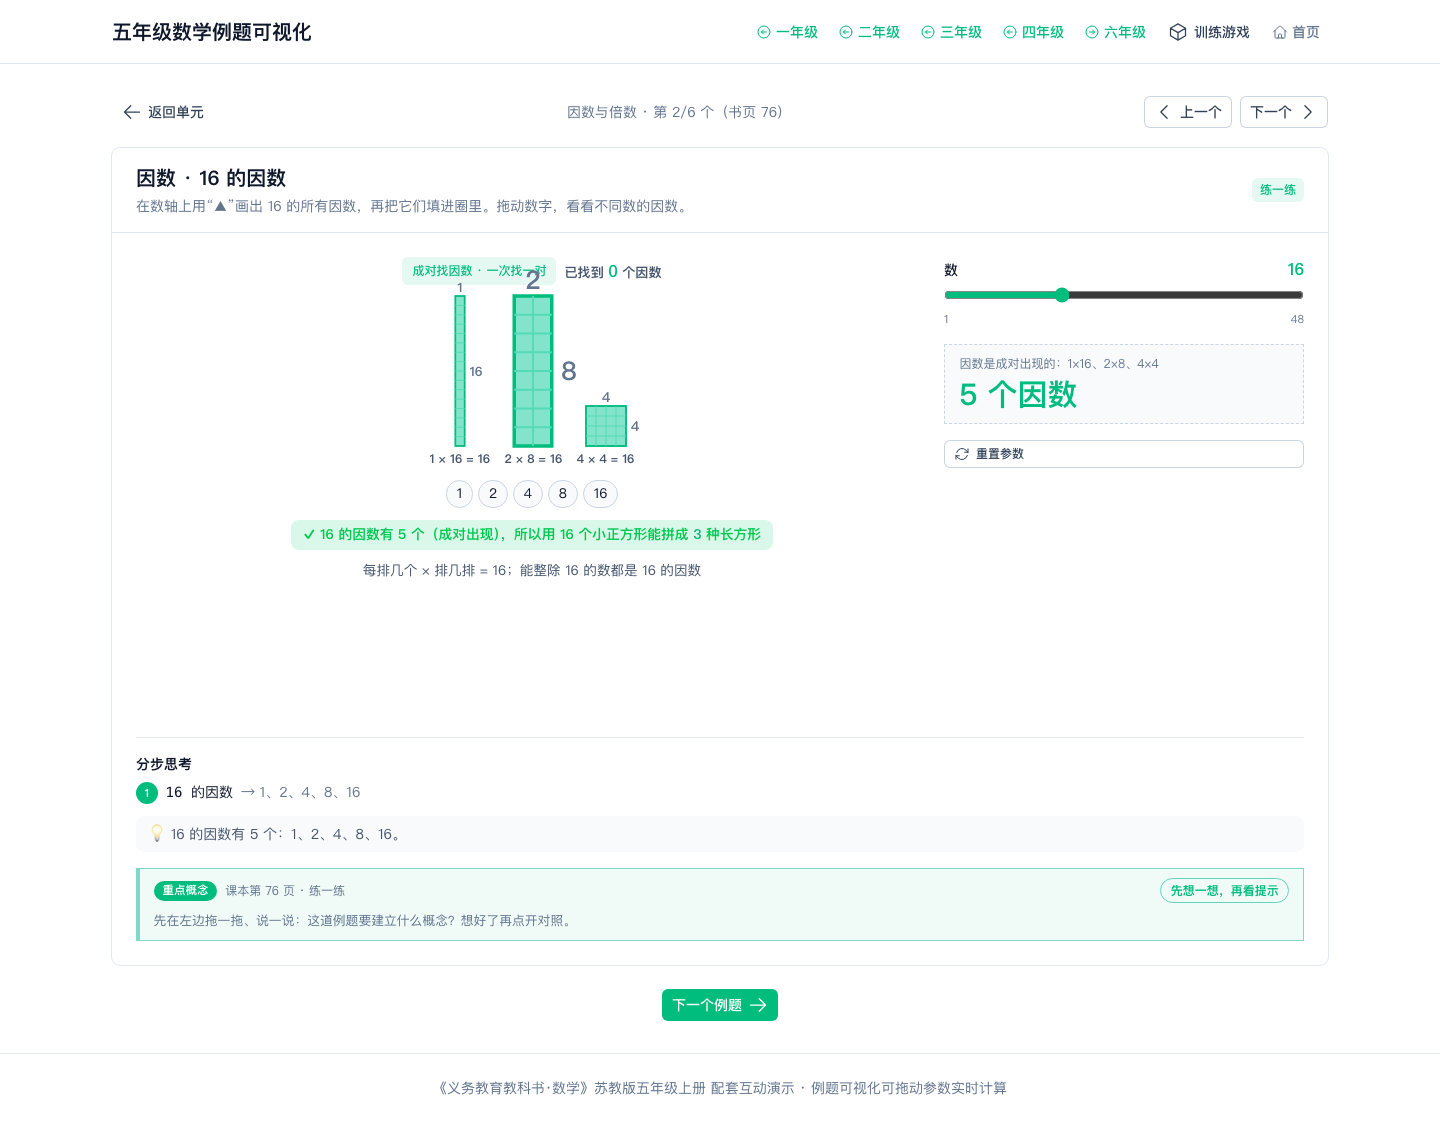 五年级数学例题可视化
一年级 二年级 三年级 四年级 六年级 训练游戏 首页
返回单元 因数与倍数 · 第 2/6 个（书页 76） 上一个 下一个
因数 · 16 的因数
在数轴上用“▲”画出 16 的所有因数，再把它们填进圈里。拖动数字，看看不同数的因数。
练一练
成对找因数 · 一次找一对 已找到 0 个因数
1 2
16 8
4
4
1 × 16 = 16 2 × 8 = 16 4 × 4 = 16
1 2 4 8 16
✓ 16 的因数有 5 个（成对出现），所以用 16 个小正方形能拼成 3 种长方形
每排几个 × 排几排 = 16；能整除 16 的数都是 16 的因数
数 16
1 48
因数是成对出现的：1×16、2×8、4×4
5 个因数
重置参数
分步思考
1 16 的因数 → 1、2、4、8、16
💡 16 的因数有 5 个：1、2、4、8、16。
重点概念 课本第 76 页 · 练一练 先想一想，再看提示
先在左边拖一拖、说一说：这道例题要建立什么概念？想好了再点开对照。
下一个例题 →
《义务教育教科书·数学》苏教版五年级上册 配套互动演示 · 例题可视化可拖动参数实时计算